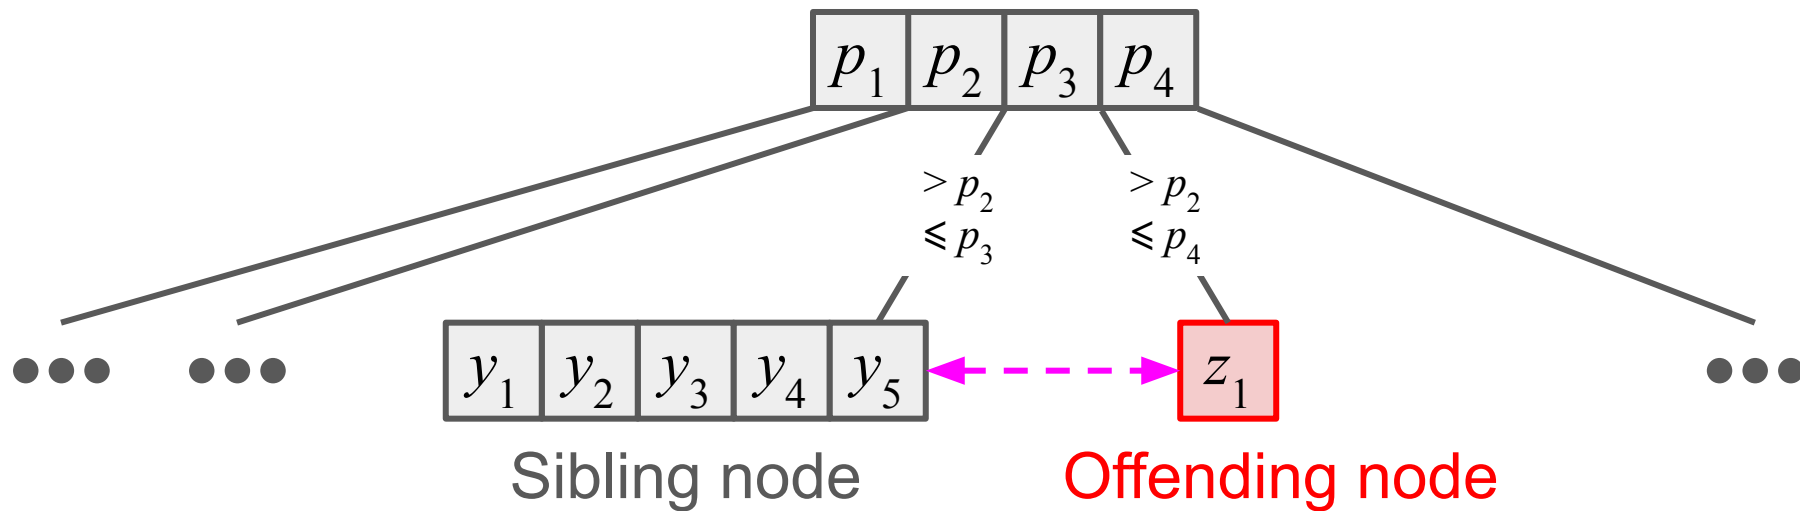 p₁ p₂ p₃ p₄
> p₂ > p₂
⩽ p₃ ⩽ p₄
y₁ y₂ y₃ y₄ y₅ z₁
Sibling node Offending node